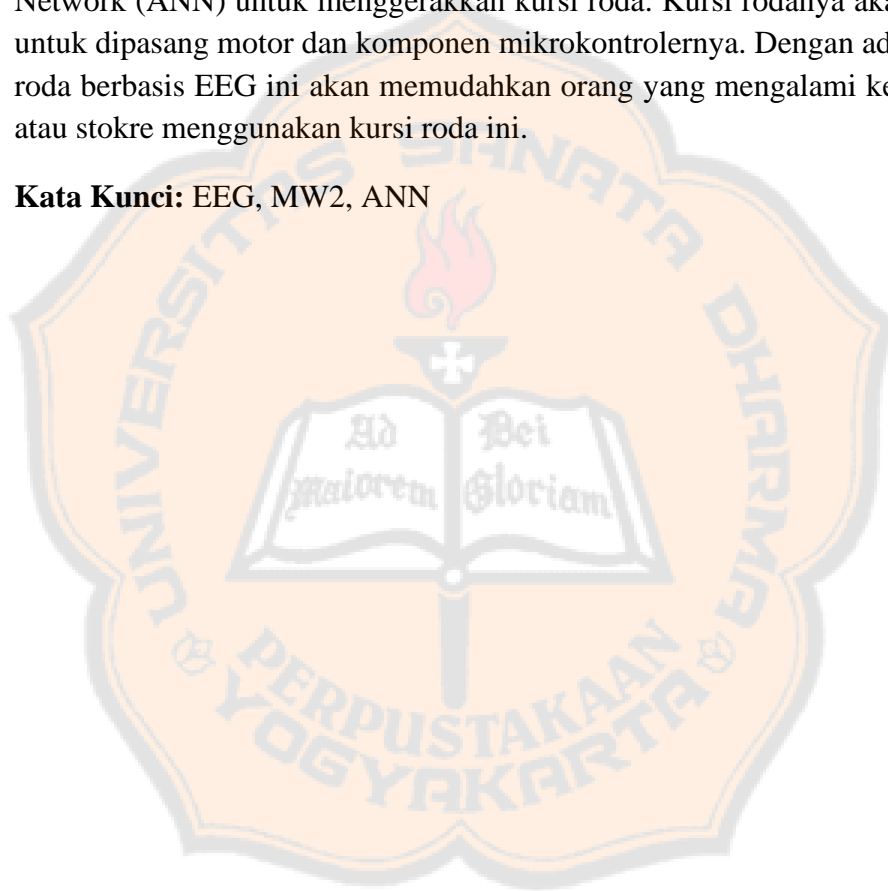 Network (ANN) untuk menggerakkan kursi roda. Kursi rodanya aka
untuk dipasang motor dan komponen mikrokontrolernya. Dengan ad
roda berbasis EEG ini akan memudahkan orang yang mengalami ke
atau stokre menggunakan kursi roda ini.
Kata Kunci: EEG, MW2, ANN
UNIVERSITAS SANATA DHARMA
Ad Dei
Maiorem Gloriam
PERPUSTAKAAN
YOGYAKARTA